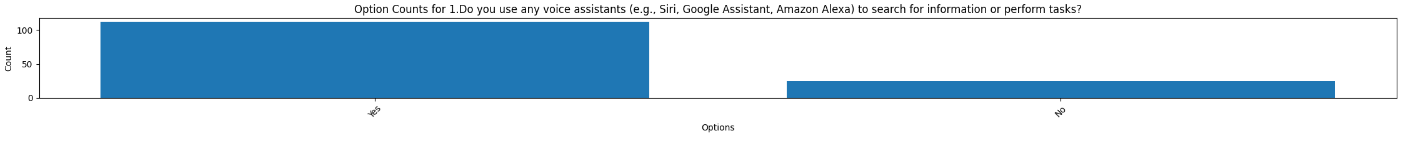 Option Counts for 1.Do you use any voice assistants (e.g., Siri, Google Assistant, Amazon Alexa) to search for information or perform tasks?
100
50
0
Count
Yes
No
Options